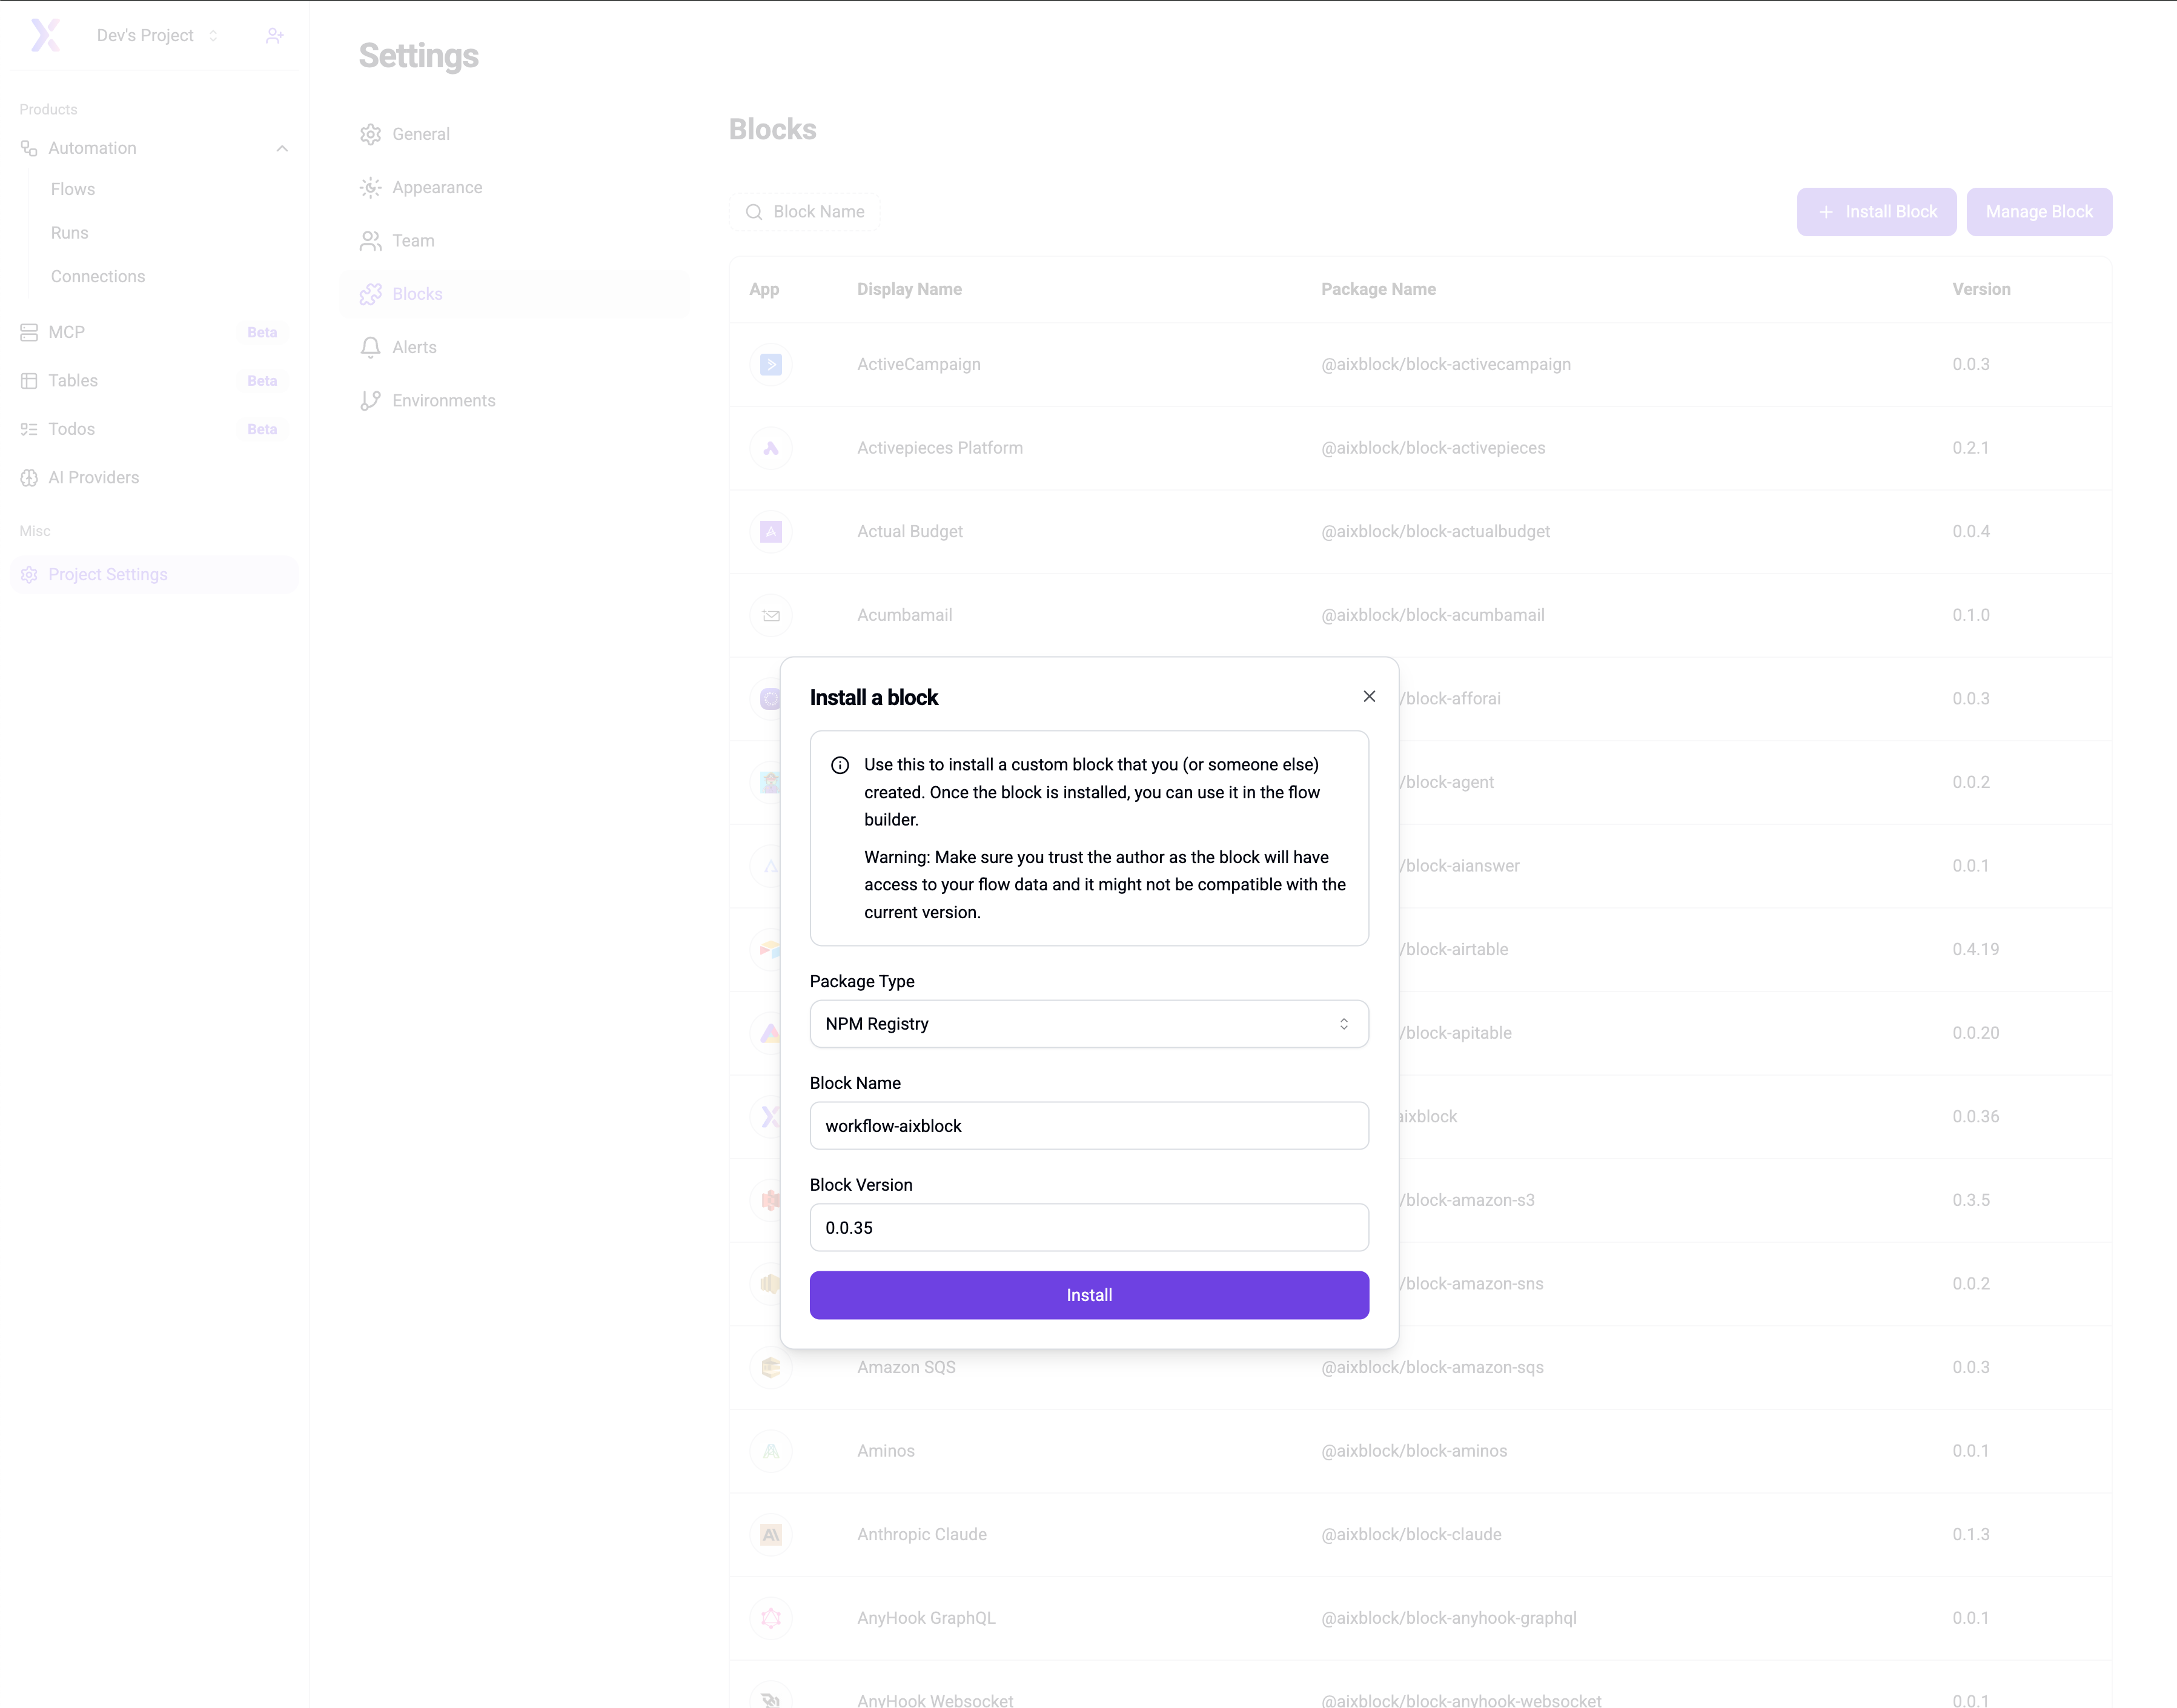 Dev's Project
Products
Automation
Flows
Runs
Connections
MCP Beta
Tables Beta
Todos Beta
AI Providers
Misc
Project Settings
Settings
General
Appearance
Team
Blocks
Alerts
Environments
Blocks
Block Name
Install Block Manage Block
App Display Name Package Name Version
ActiveCampaign @aixblock/block-activecampaign 0.0.3
Activepieces Platform @aixblock/block-activepieces 0.2.1
Actual Budget @aixblock/block-actualbudget 0.0.4
Acumbamail @aixblock/block-acumbamail 0.1.0
/block-afforai 0.0.3
/block-agent 0.0.2
/block-aianswer 0.0.1
/block-airtable 0.4.19
/block-apitable 0.0.20
aixblock 0.0.36
/block-amazon-s3 0.3.5
/block-amazon-sns 0.0.2
Amazon SQS @aixblock/block-amazon-sqs 0.0.3
Aminos @aixblock/block-aminos 0.0.1
Anthropic Claude @aixblock/block-claude 0.1.3
AnyHook GraphQL @aixblock/block-anyhook-graphql 0.0.1
AnyHook Websocket @aixblock/block-anyhook-websocket 0.0.1
Install a block
Use this to install a custom block that you (or someone else)
created. Once the block is installed, you can use it in the flow
builder.
Warning: Make sure you trust the author as the block will have
access to your flow data and it might not be compatible with the
current version.
Package Type
NPM Registry
Block Name
workflow-aixblock
Block Version
0.0.35
Install